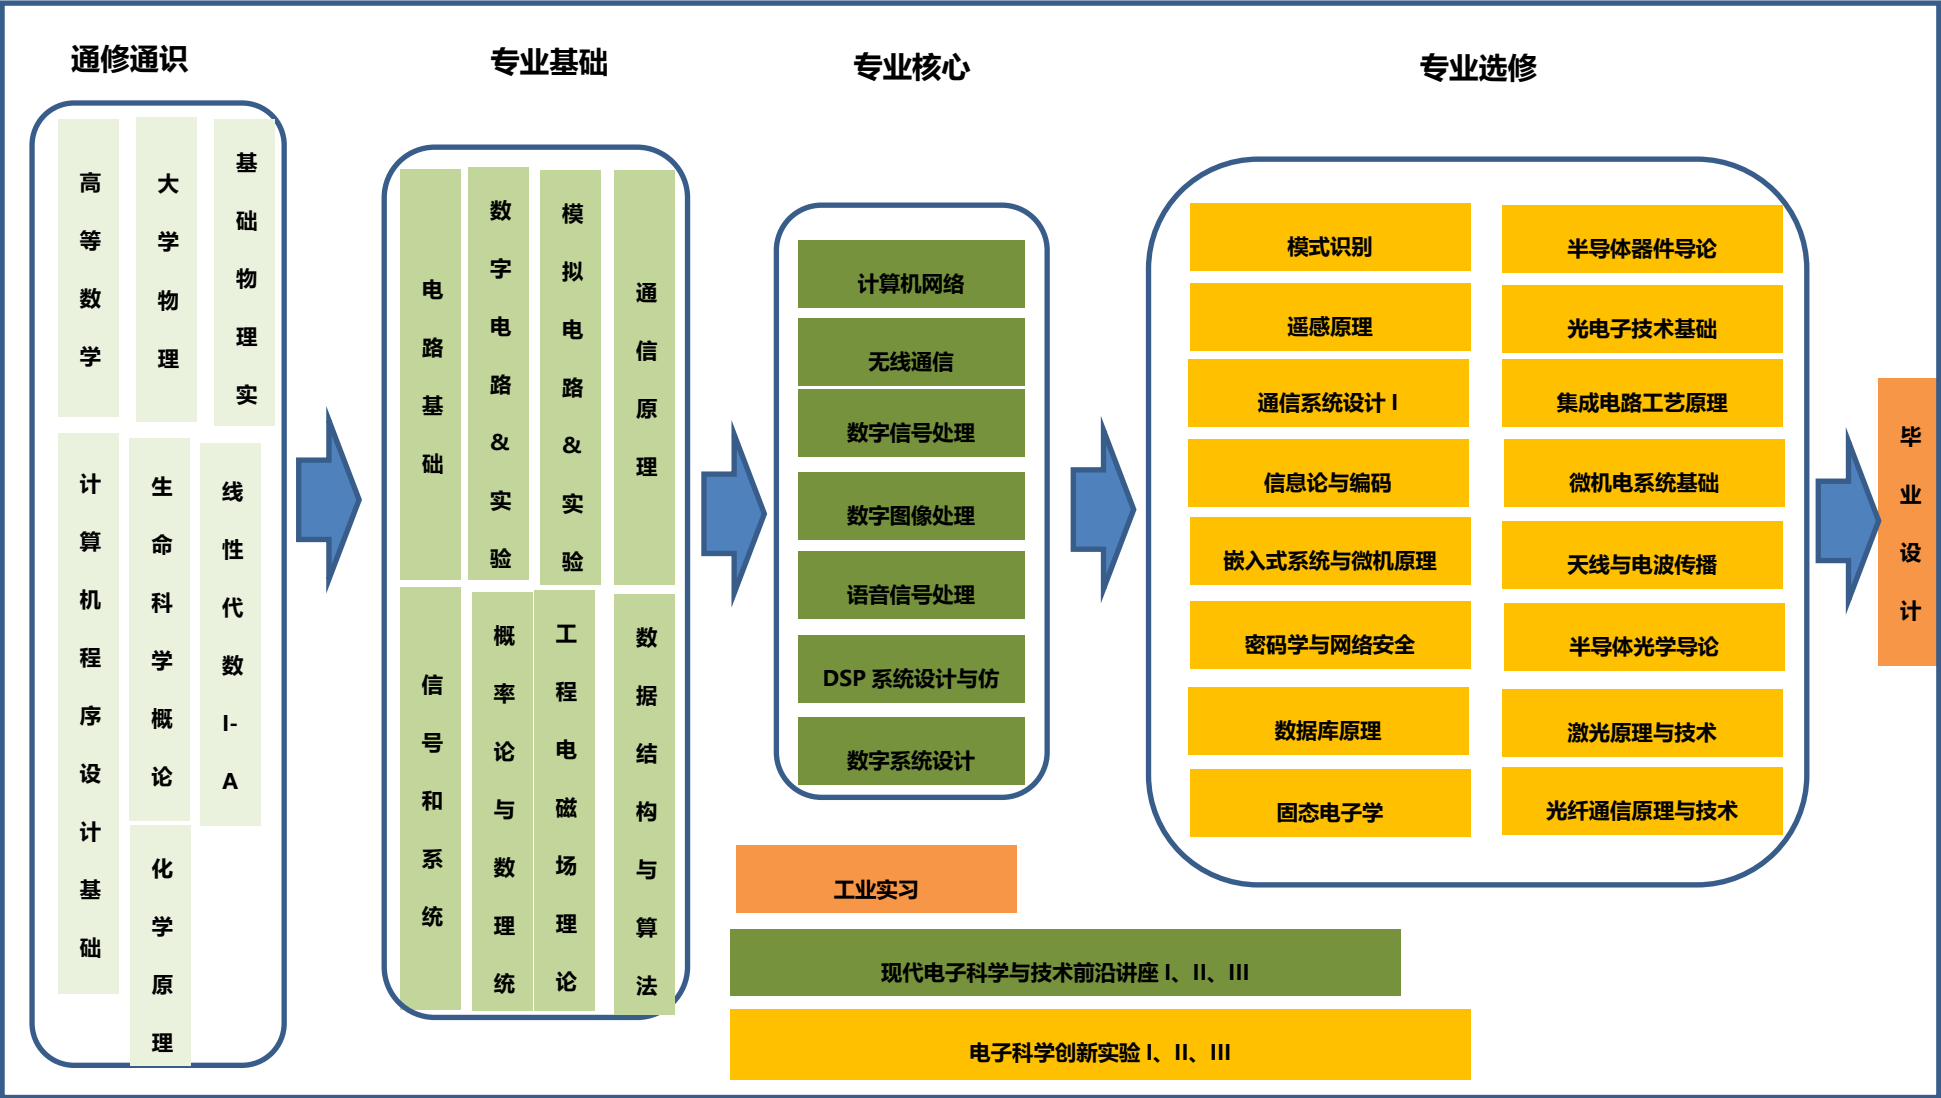 通修通识
专业基础
专业核心
专业选修
高等数学
大学物理
基础物理实
计算机程序设计基础
生命科学概论
线性代数I-A
化学原理
电路基础
数字电路&实验
模拟电路&实验
通信原理
信号和系统
概率论与数理统
工程电磁场理论
数据结构与算法
计算机网络
无线通信
数字信号处理
数字图像处理
语音信号处理
DSP 系统设计与仿
数字系统设计
模式识别
半导体器件导论
遥感原理
光电子技术基础
通信系统设计 I
集成电路工艺原理
信息论与编码
微机电系统基础
嵌入式系统与微机原理
天线与电波传播
密码学与网络安全
半导体光学导论
数据库原理
激光原理与技术
固态电子学
光纤通信原理与技术
毕业设计
工业实习
现代电子科学与技术前沿讲座 I、II、III
电子科学创新实验 I、II、III